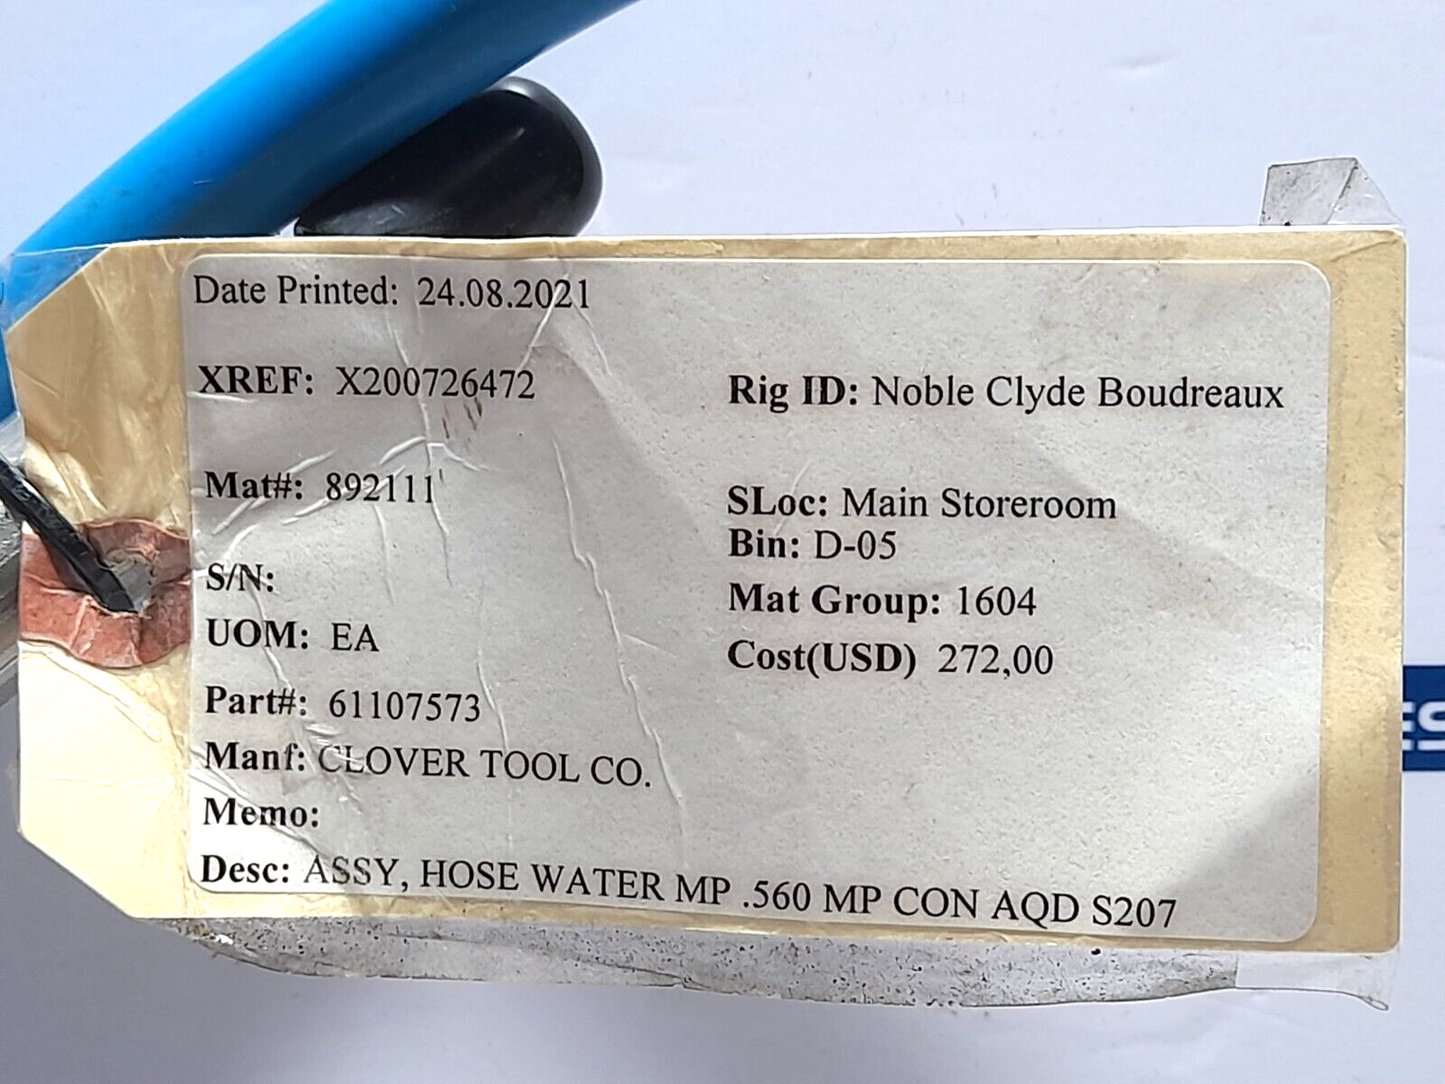 Date Printed: 24.08.2021
XREF: X200726472
Rig ID: Noble Clyde Boudreaux
Mat#: 892111
SLoc: Main Storeroom
Bin: D-05
S/N:
Mat Group: 1604
UOM: EA
Cost(USD) 272,00
Part#: 61107573
Manf: CLOVER TOOL CO.
Memo:
Desc: ASSY, HOSE WATER MP .560 MP CON AQD S207